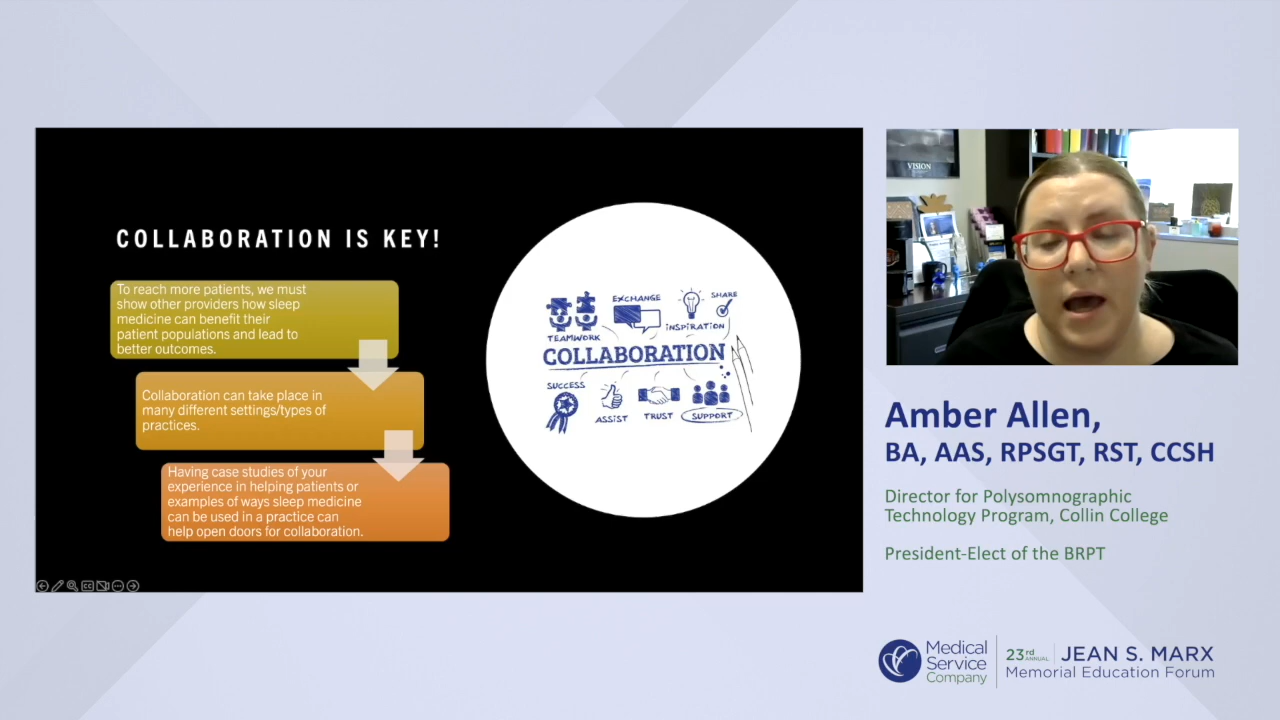 COLLABORATION IS KEY!
To reach more patients, we must
show other providers how sleep
medicine can benefit their
patient populations and lead to
better outcomes.
Collaboration can take place in
many different settings/types of
practices.
Having case studies of your
experience in helping patients or
examples of ways sleep medicine
can be used in a practice can
help open doors for collaboration.
TEAMWORK
EXCHANGE
INSPIRATION
SHARE
COLLABORATION
SUCCESS
ASSIST
TRUST
SUPPORT
VISION
Amber Allen,
BA, AAS, RPSGT, RST, CCSH
Director for Polysomnographic
Technology Program, Collin College
President-Elect of the BRPT
Medical
Service
Company
23rd ANNUAL JEAN S. MARX
Memorial Education Forum